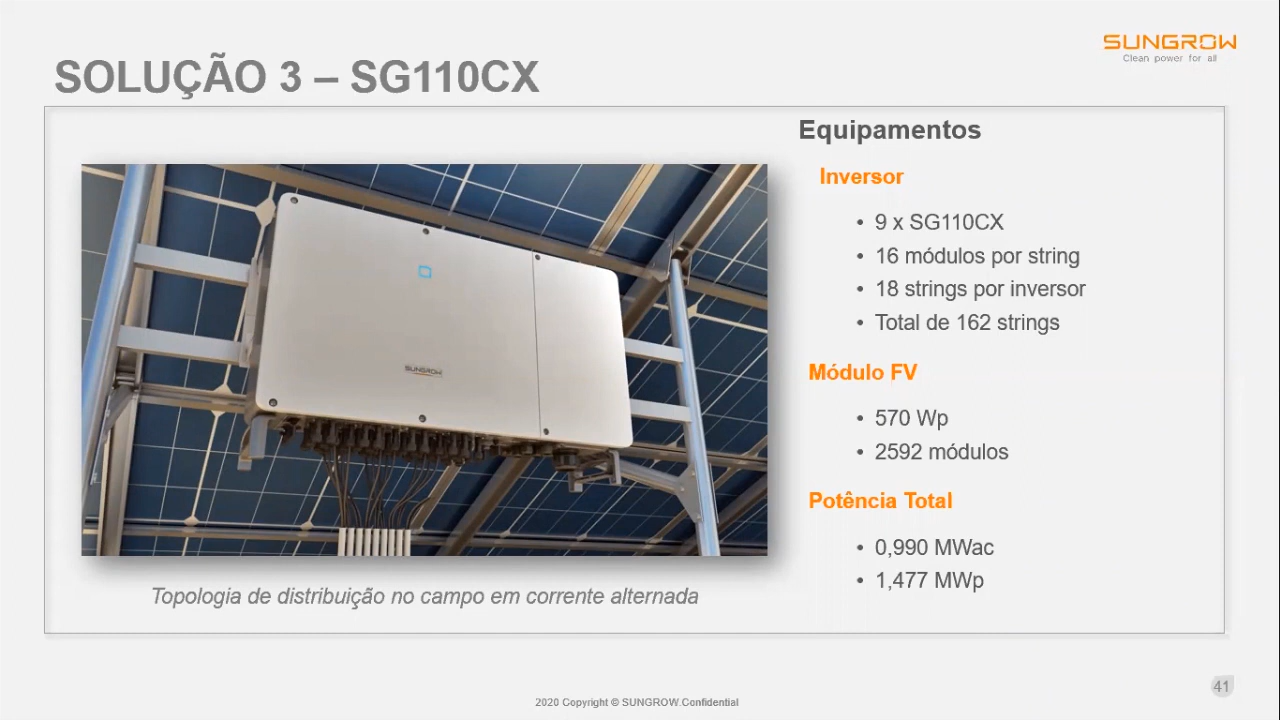 SUNGROW
Clean power for all
SOLUÇÃO 3 – SG110CX
Equipamentos
Inversor
• 9 x SG110CX
• 16 módulos por string
• 18 strings por inversor
• Total de 162 strings
Módulo FV
• 570 Wp
• 2592 módulos
Potência Total
• 0,990 MWac
• 1,477 MWp
SUNGROW
Topologia de distribuição no campo em corrente alternada
41
2020 Copyright © SUNGROW Confidential